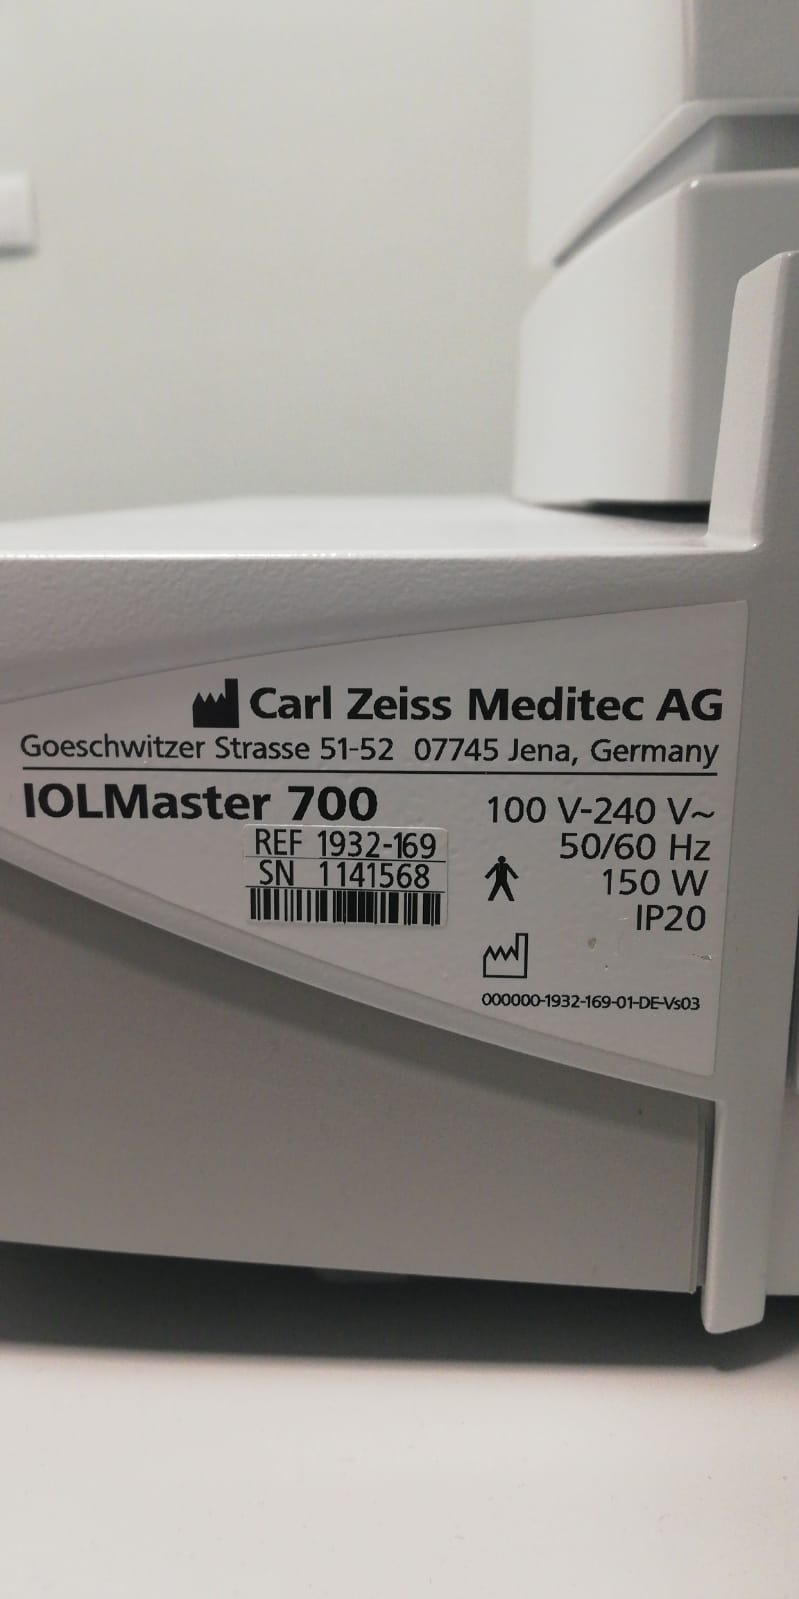 Carl Zeiss Meditec AG
Goeschwitzer Strasse 51-52 07745 Jena, Germany
IOLMaster 700
REF 1932-169
SN 1141568
100 V-240 V~
50/60 Hz
150 W
IP20
000000-1932-169-01-DE-Vs03